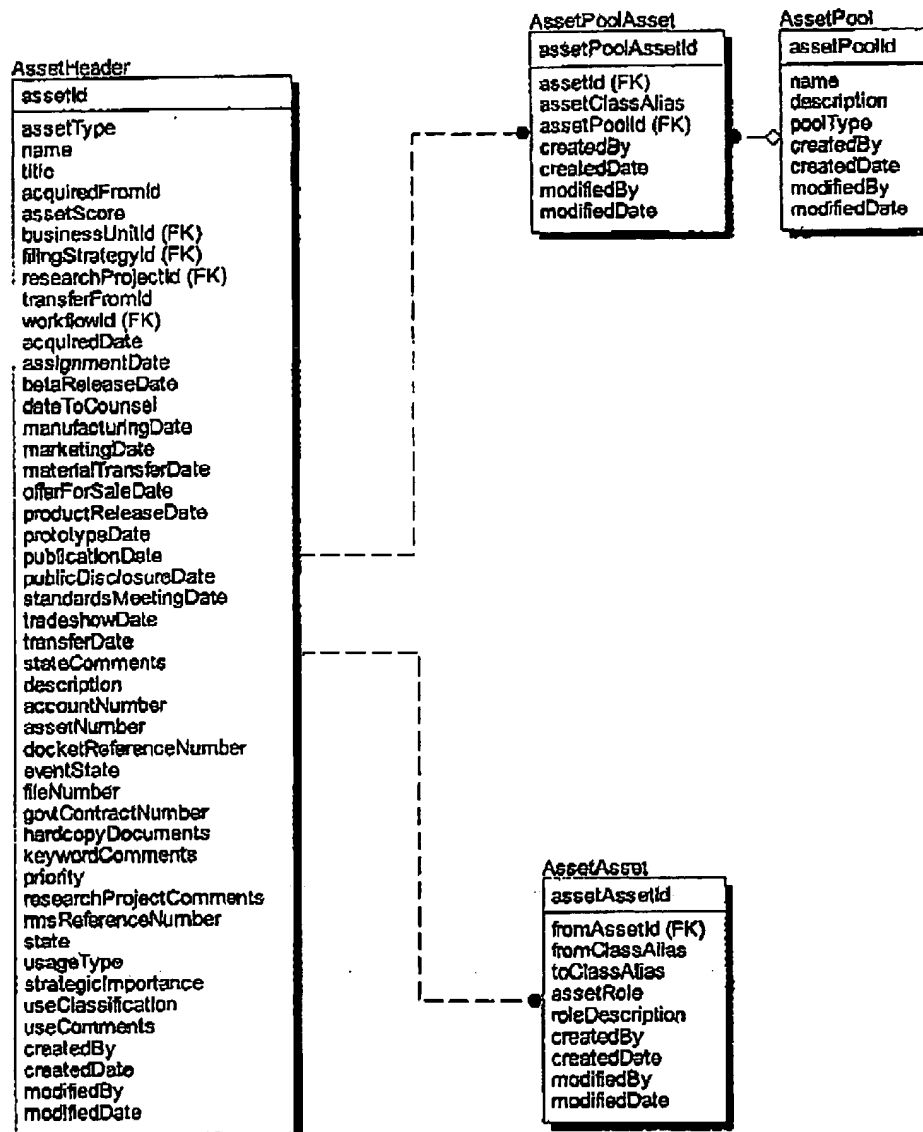 AssetHeader
assetId
assetType
name
title
acquiredFromId
assetScore
businessUnitId (FK)
filingStrategyId (FK)
researchProjectId (FK)
transferFromId
workflowId (FK)
acquiredDate
assignmentDate
betaReleaseDate
dateToCounsel
manufacturingDate
marketingDate
materialTransferDate
offerForSaleDate
productReleaseDate
prototypeDate
publicationDate
publicDisclosureDate
standardsMeetingDate
tradeshowDate
transferDate
stateComments
description
accountNumber
assetNumber
docketReferenceNumber
eventState
fileNumber
govtContractNumber
hardcopyDocuments
keywordComments
priority
researchProjectComments
rmsReferenceNumber
state
usageType
strategicImportance
useClassification
useComments
createdBy
createdDate
modifiedBy
modifiedDate
AssetPoolAsset
assetPoolAssetId
assetId (FK)
assetClassAlias
assetPoolId (FK)
createdBy
createdDate
modifiedBy
modifiedDate
AssetPool
assetPoolId
name
description
poolType
createdBy
createdDate
modifiedBy
modifiedDate
AssetAsset
assetAssetId
fromAssetId (FK)
fromClassAlias
toClassAlias
assetRole
roleDescription
createdBy
createdDate
modifiedBy
modifiedDate